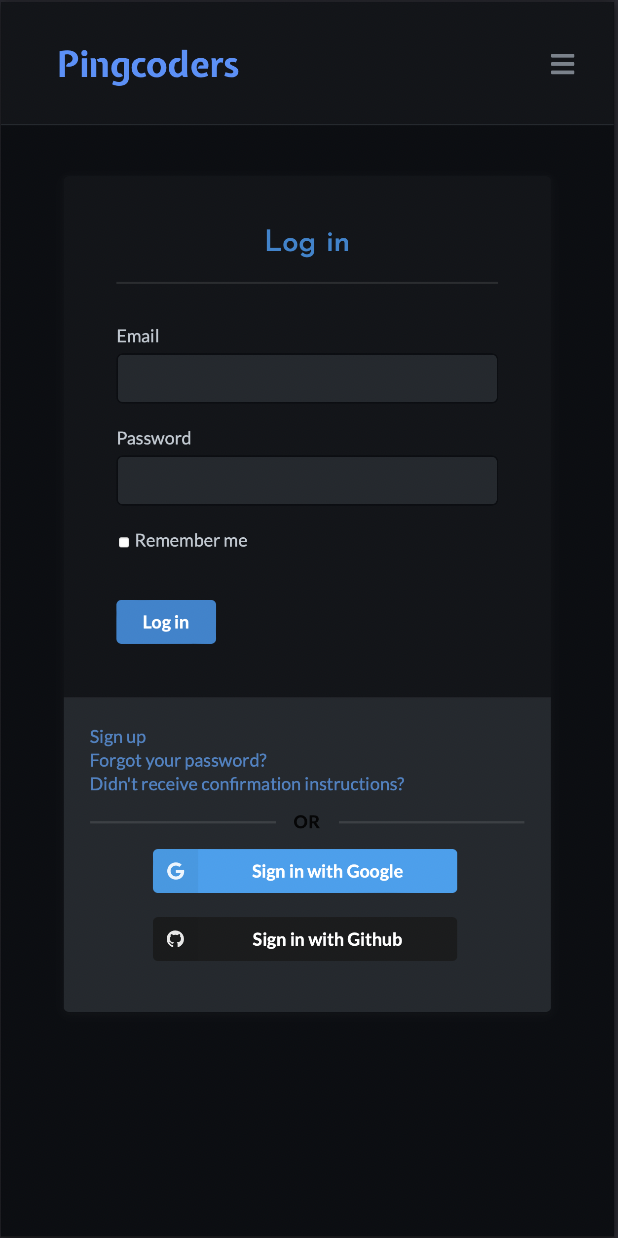 Pingcoders
Log in
Email
Password
Remember me
Log in
Sign up
Forgot your password?
Didn't receive confirmation instructions?
OR
Sign in with Google
Sign in with Github